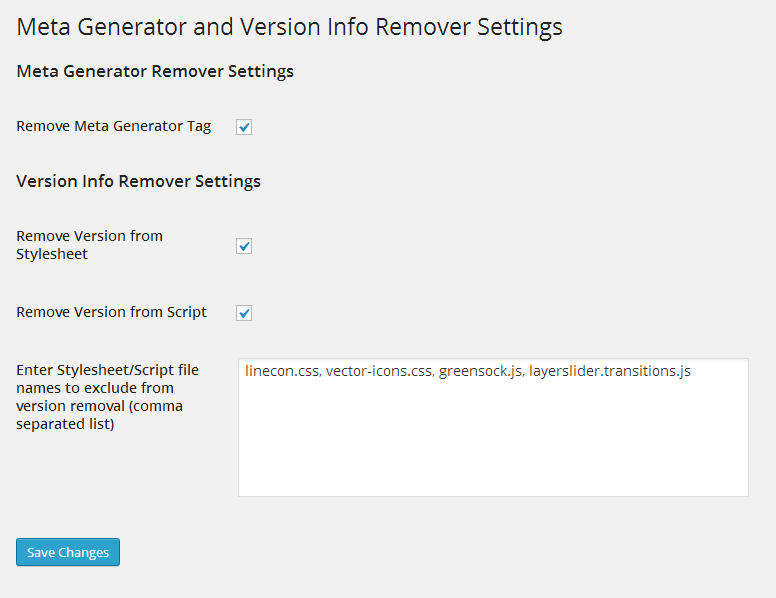 Meta Generator and Version Info Remover Settings
Meta Generator Remover Settings
Remove Meta Generator Tag
Version Info Remover Settings
Remove Version from
Stylesheet
Remove Version from Script
Enter Stylesheet/Script file
names to exclude from
version removal (comma
separated list)
linecon.css, vector-icons.css, greensock.js, layerslider.transitions.js
Save Changes